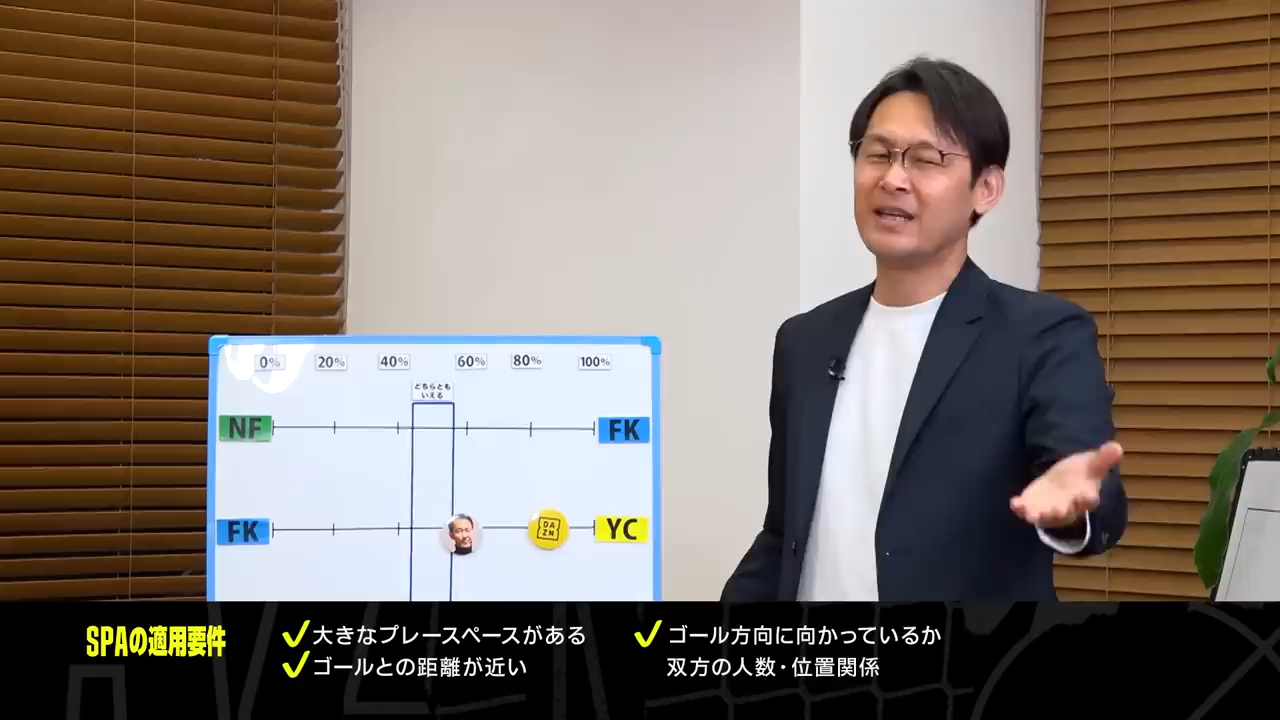 0%
20%
40%
60%
80%
100%
どちらとも
いえる
NF
FK
FK
DA
ZN
YC
SPAの適用要件
大きなプレースペースがある
ゴールとの距離が近い
ゴール方向に向かっているか
双方の人数・位置関係